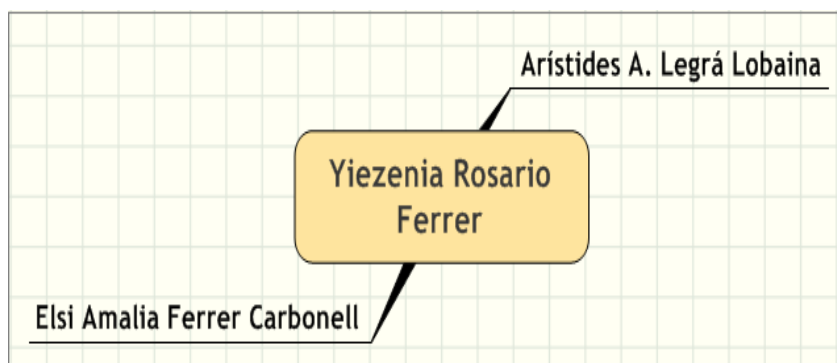 Arístides A. Legrá Lobaina
Yiezenia Rosario
Ferrer
Elsi Amalia Ferrer Carbonell